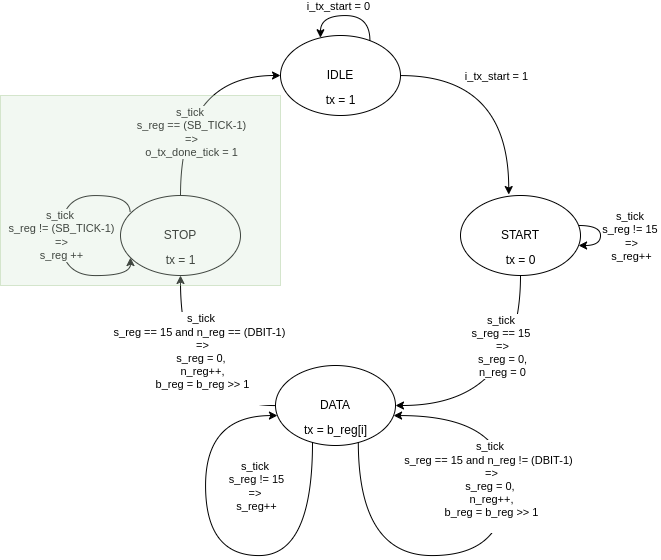 i_tx_start = 0
IDLE
tx = 1
i_tx_start = 1
s_tick
s_reg == (SB_TICK-1)
=>
o_tx_done_tick = 1
s_tick
s_reg != (SB_TICK-1)
=>
s_reg ++
STOP
tx = 1
START
tx = 0
s_tick
s_reg != 15
=>
s_reg++
s_tick
s_reg == 15 and n_reg == (DBIT-1)
=>
s_reg = 0,
n_reg++,
b_reg = b_reg >> 1
s_tick
s_reg == 15
=>
s_reg = 0,
n_reg = 0
DATA
tx = b_reg[i]
s_tick
s_reg != 15
=>
s_reg++
s_tick
s_reg == 15 and n_reg != (DBIT-1)
=>
s_reg = 0,
n_reg++,
b_reg = b_reg >> 1